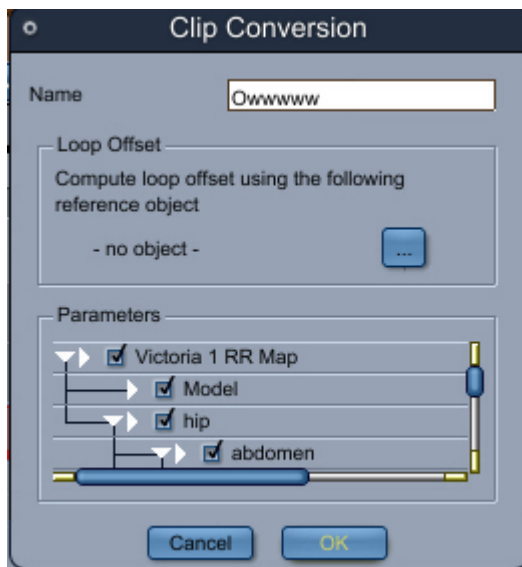 Clip Conversion
Name
Owwwww
Loop Offset
Compute loop offset using the following
reference object
- no object -
...
Parameters
Victoria 1 RR Map
Model
hip
abdomen
Cancel
OK